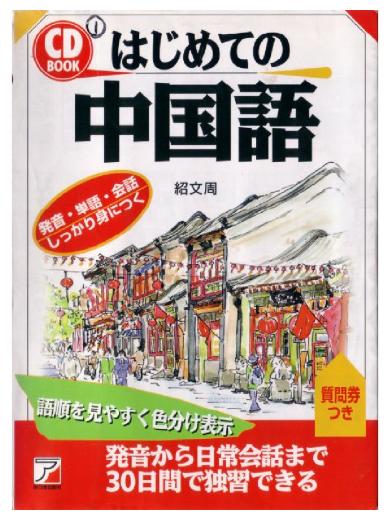 CD
BOOK
はじめての
中国語
発音・単語・会話
しっかり身につく
紹文周
語順を見やすく色分け表示
質問券
つき
発音から日常会話まで
30日間で独習できる
ア